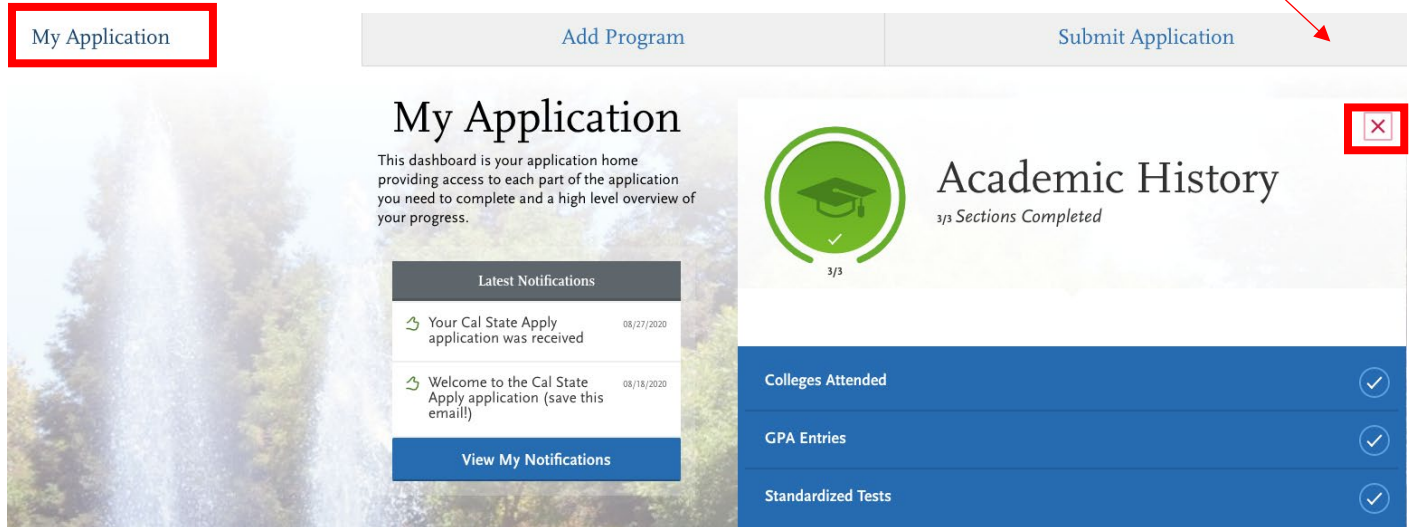 My Application
Add Program
Submit Application
My Application
This dashboard is your application home
providing access to each part of the application
you need to complete and a high level overview of
your progress.
Latest Notifications
Your Cal State Apply
application was received
08/27/2020
Welcome to the Cal State
Apply application (save this
email!)
08/18/2020
View My Notifications
3/3
Academic History
3/3 Sections Completed
Colleges Attended
GPA Entries
Standardized Tests